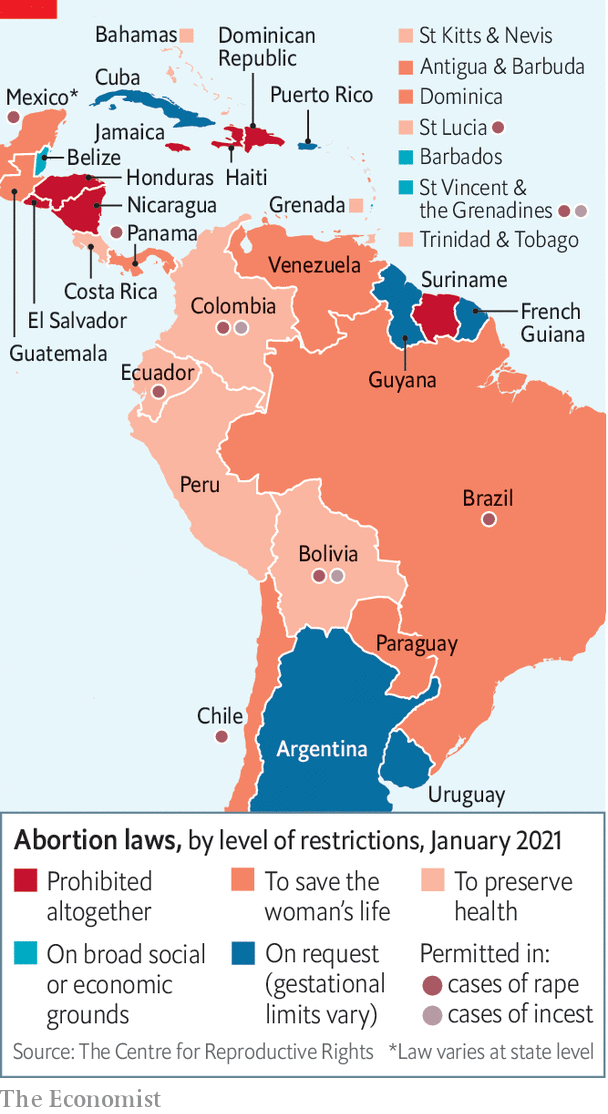 Bahamas
Dominican
Republic
Cuba
Puerto Rico
Mexico*
Jamaica
Belize
Honduras
Haiti
Nicaragua
Grenada
Panama
Costa Rica
El Salvador
Guatemala
St Kitts & Nevis
Antigua & Barbuda
Dominica
St Lucia
Barbados
St Vincent &
the Grenadines
Trinidad & Tobago
Venezuela
Suriname
Colombia
French
Guiana
Guyana
Ecuador
Peru
Brazil
Bolivia
Paraguay
Chile
Argentina
Uruguay
Abortion laws, by level of restrictions, January 2021
Prohibited
altogether
To save the
woman's life
To preserve
health
On broad social
or economic
grounds
On request
(gestational
limits vary)
Permitted in:
cases of rape
cases of incest
Source: The Centre for Reproductive Rights *Law varies at state level
The Economist